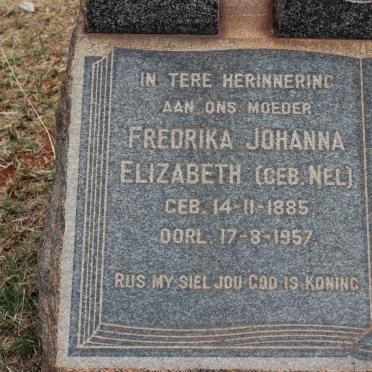 IN TERE HERINNERING
AAN ONS MOEDER
FREDRIKA JOHANNA
ELIZABETH (GEB. NEL)
GEB. 14-11-1885
OORL. 17-8-1957.
RUS MY SIEL JOU GOD IS KONING